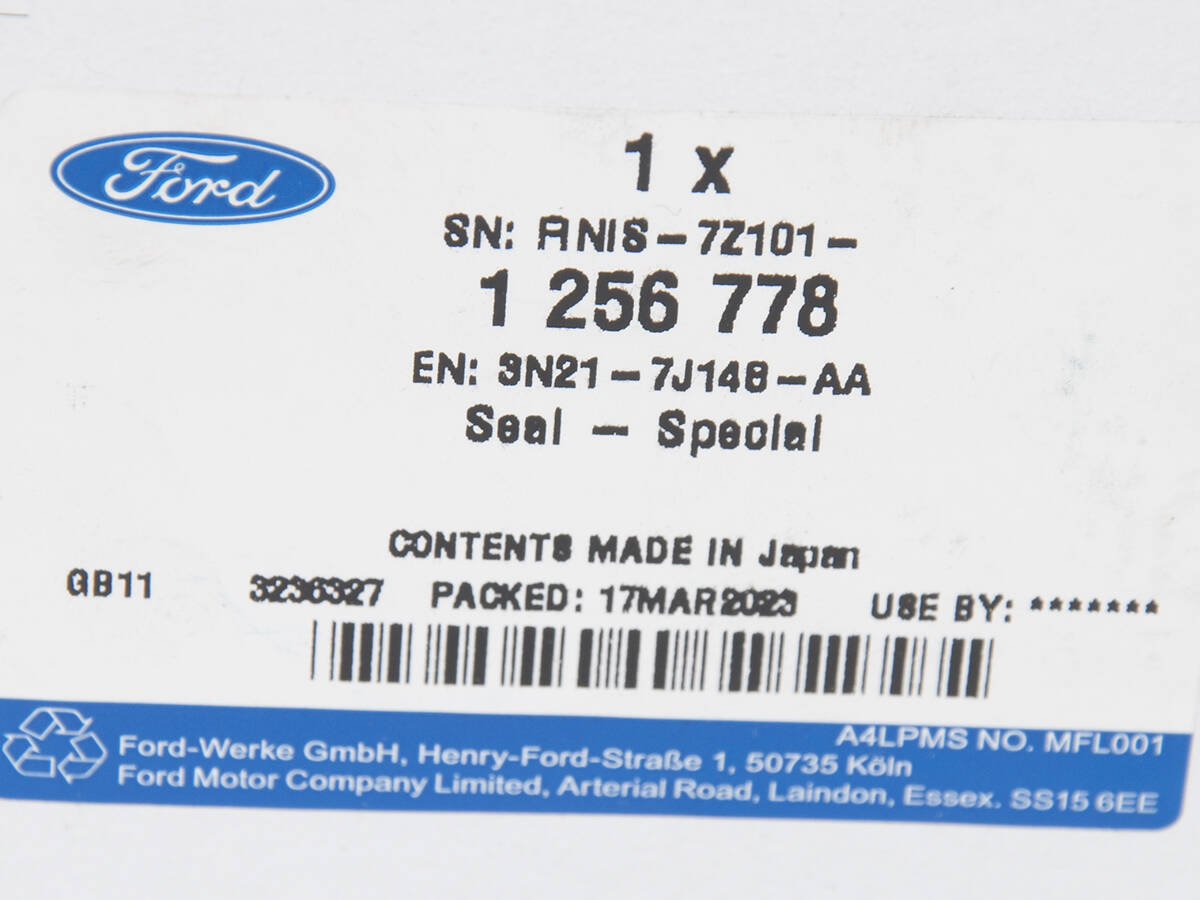 Ford
1 x
SN: FINIS-7Z101-
1 256 778
EN: 3N21-7J148-AA
Seal - Special
CONTENTS MADE IN Japan
GB11 3236327 PACKED: 17MAR2023 USE BY: *******
A4LPMS NO. MFL001
Ford-Werke GmbH, Henry-Ford-Straße 1, 50735 Köln
Ford Motor Company Limited, Arterial Road, Laindon, Essex. SS15 6EE